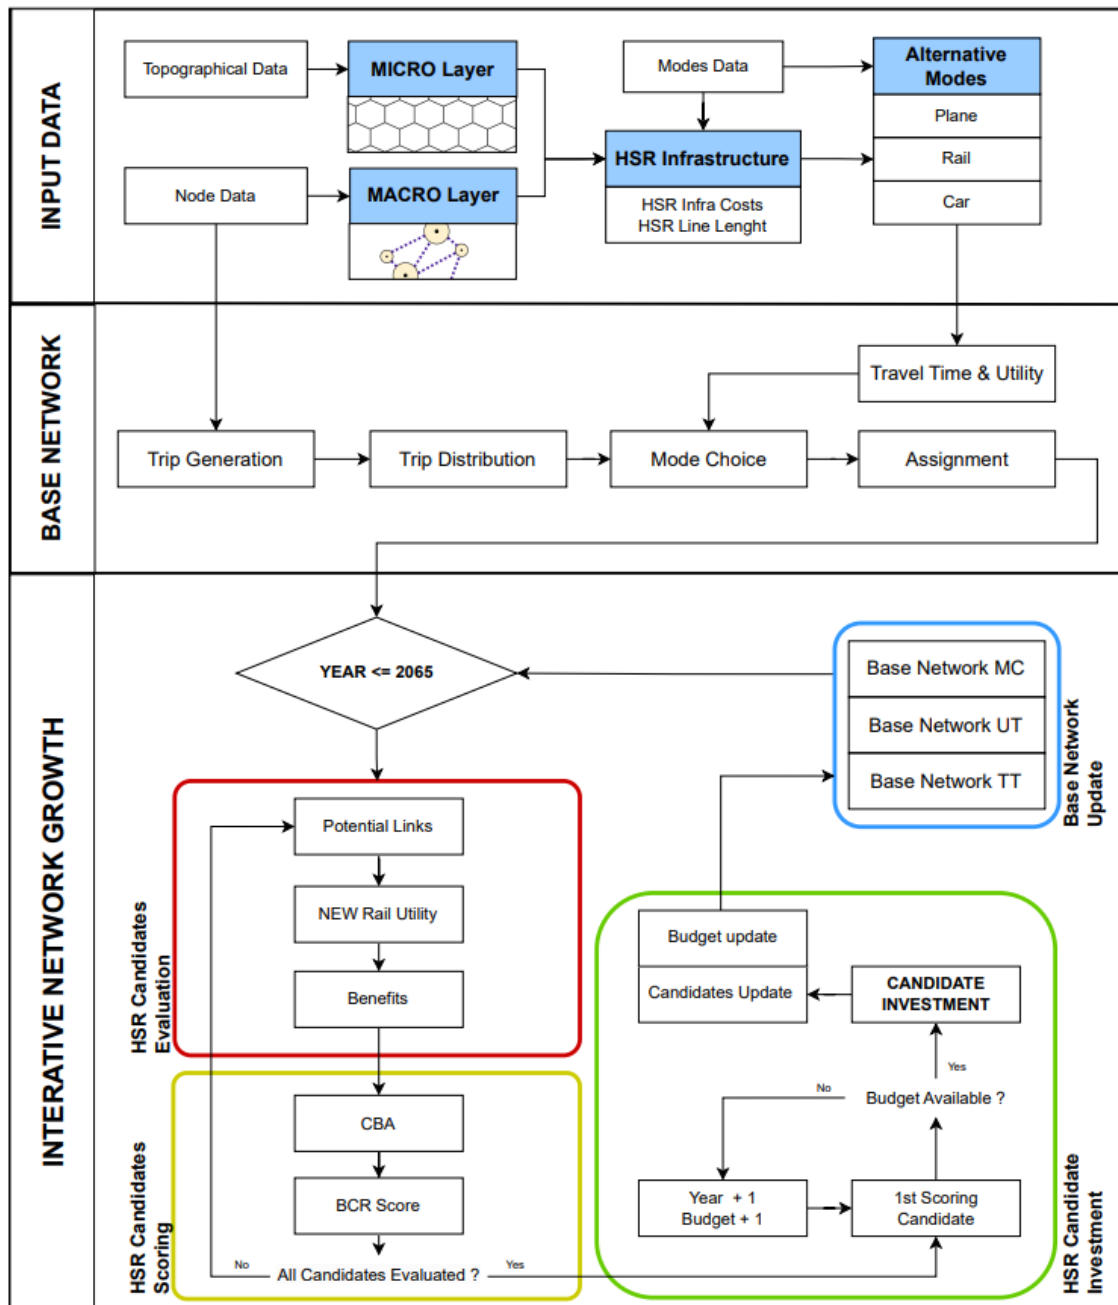 INPUT DATA
Topographical Data
MICRO Layer
Modes Data
Alternative
Modes
Plane
Rail
Car
HSR Infrastructure
HSR Infra Costs
HSR Line Lenght
Node Data
MACRO Layer
BASE NETWORK
Travel Time & Utility
Trip Generation
Trip Distribution
Mode Choice
Assignment
INTERATIVE NETWORK GROWTH
YEAR <= 2065
Base Network MC
Base Network UT
Base Network TT
Base Network
Update
HSR Candidates
Evaluation
Potential Links
NEW Rail Utility
Benefits
HSR Candidates
Scoring
CBA
BCR Score
No
All Candidates Evaluated ?
Yes
Budget update
Candidates Update
CANDIDATE
INVESTMENT
Yes
No
Budget Available ?
Year + 1
Budget + 1
1st Scoring
Candidate
HSR Candidate
Investment